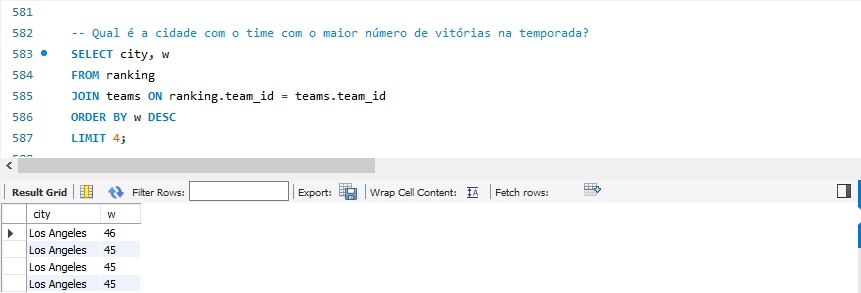 581
582 -- Qual é a cidade com o time com o maior número de vitórias na temporada?
583 SELECT city, w
584 FROM ranking
585 JOIN teams ON ranking.team_id = teams.team_id
586 ORDER BY w DESC
587 LIMIT 4;
Result Grid Filter Rows: Export: Wrap Cell Content: Fetch rows:
city w
Los Angeles 46
Los Angeles 45
Los Angeles 45
Los Angeles 45